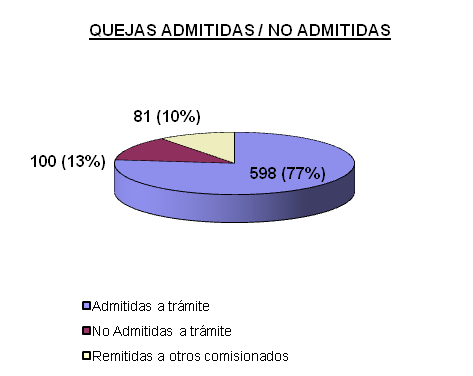 QUEJAS ADMITIDAS / NO ADMITIDAS
81 (10%)
100 (13%)
598 (77%)
Admitidas a trámite
No Admitidas a trámite
Remitidas a otros comisionados